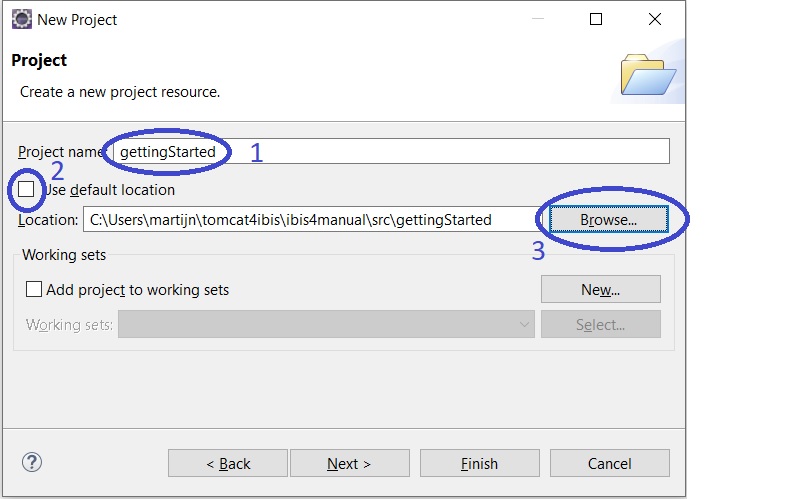 New Project
Project
Create a new project resource.
Project name: gettingStarted 1
2
Use default location
Location: C:\Users\martijn\tomcat4ibis\ibis4manual\src\gettingStarted Browse...
3
Working sets
Add project to working sets New...
Working sets: Select...
? < Back Next > Finish Cancel